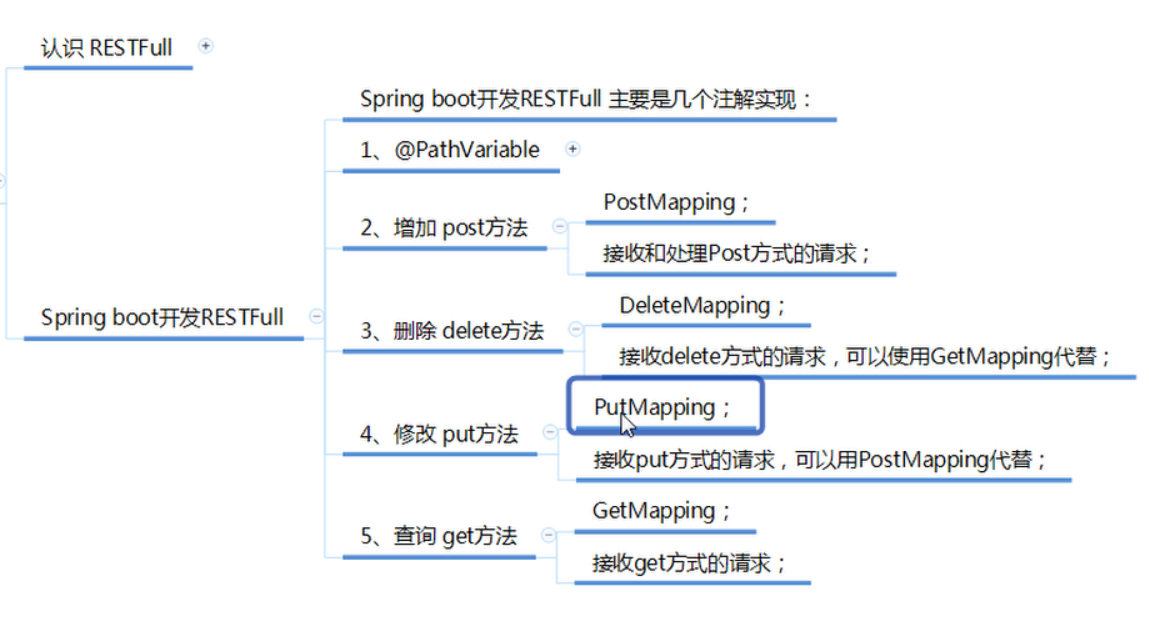 认识 RESTFull
Spring boot开发RESTFull 主要是几个注解实现：
1、@PathVariable
PostMapping；
2、增加 post方法
接收和处理Post方式的请求；
DeleteMapping；
Spring boot开发RESTFull
3、删除 delete方法
接收delete方式的请求，可以使用GetMapping代替；
PutMapping；
4、修改 put方法
接收put方式的请求，可以用PostMapping代替；
GetMapping；
5、查询 get方法
接收get方式的请求；